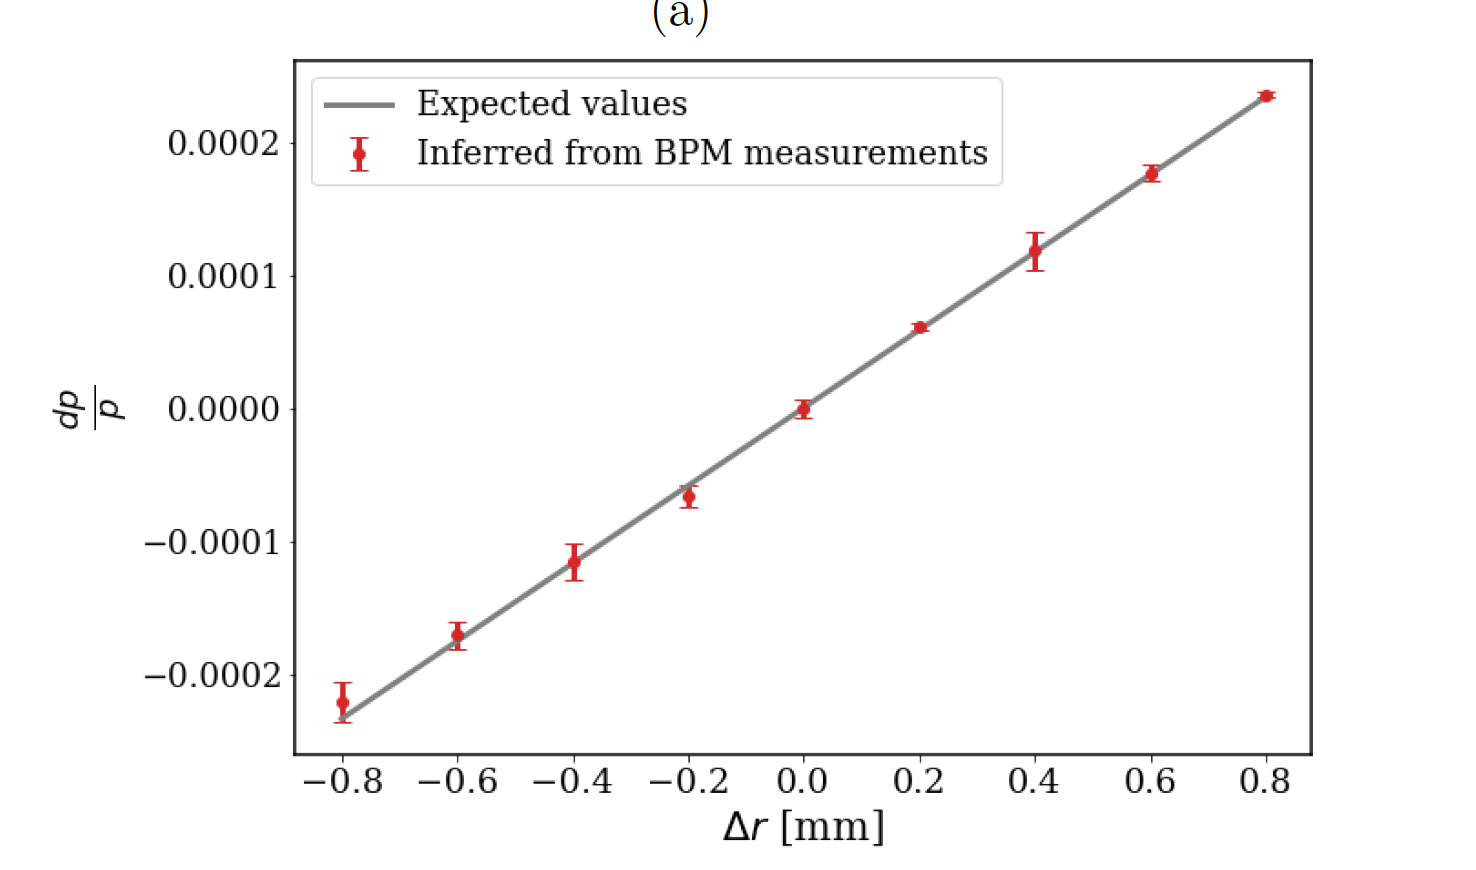 (a)
Expected values
Inferred from BPM measurements
0.0002
0.0001
0.0000
−0.0001
−0.0002
dp
p
−0.8 −0.6 −0.4 −0.2 0.0 0.2 0.4 0.6 0.8
Δr [mm]